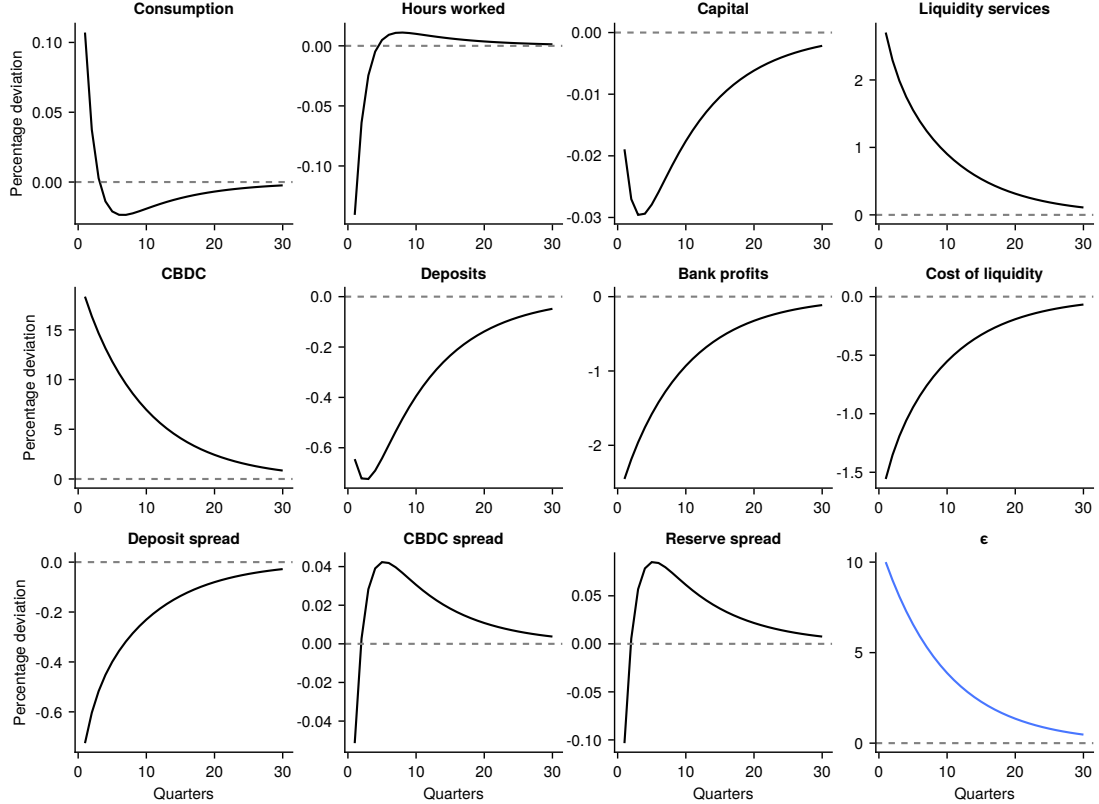 Consumption
Hours worked
Capital
Liquidity services
Percentage deviation
0.10
0.05
0.00
0 10 20 30
0.00
-0.05
-0.10
0 10 20 30
0.00
-0.01
-0.02
-0.03
0 10 20 30
2
1
0
0 10 20 30
CBDC
Deposits
Bank profits
Cost of liquidity
Percentage deviation
15
10
5
0
0 10 20 30
0.0
-0.2
-0.4
-0.6
0 10 20 30
0
-1
-2
0 10 20 30
0.0
-0.5
-1.0
-1.5
0 10 20 30
Deposit spread
CBDC spread
Reserve spread
ϵ
Percentage deviation
0.0
-0.2
-0.4
-0.6
0 10 20 30
Quarters
0.04
0.02
0.00
-0.02
-0.04
0 10 20 30
Quarters
0.05
0.00
-0.05
-0.10
0 10 20 30
Quarters
10
5
0
0 10 20 30
Quarters